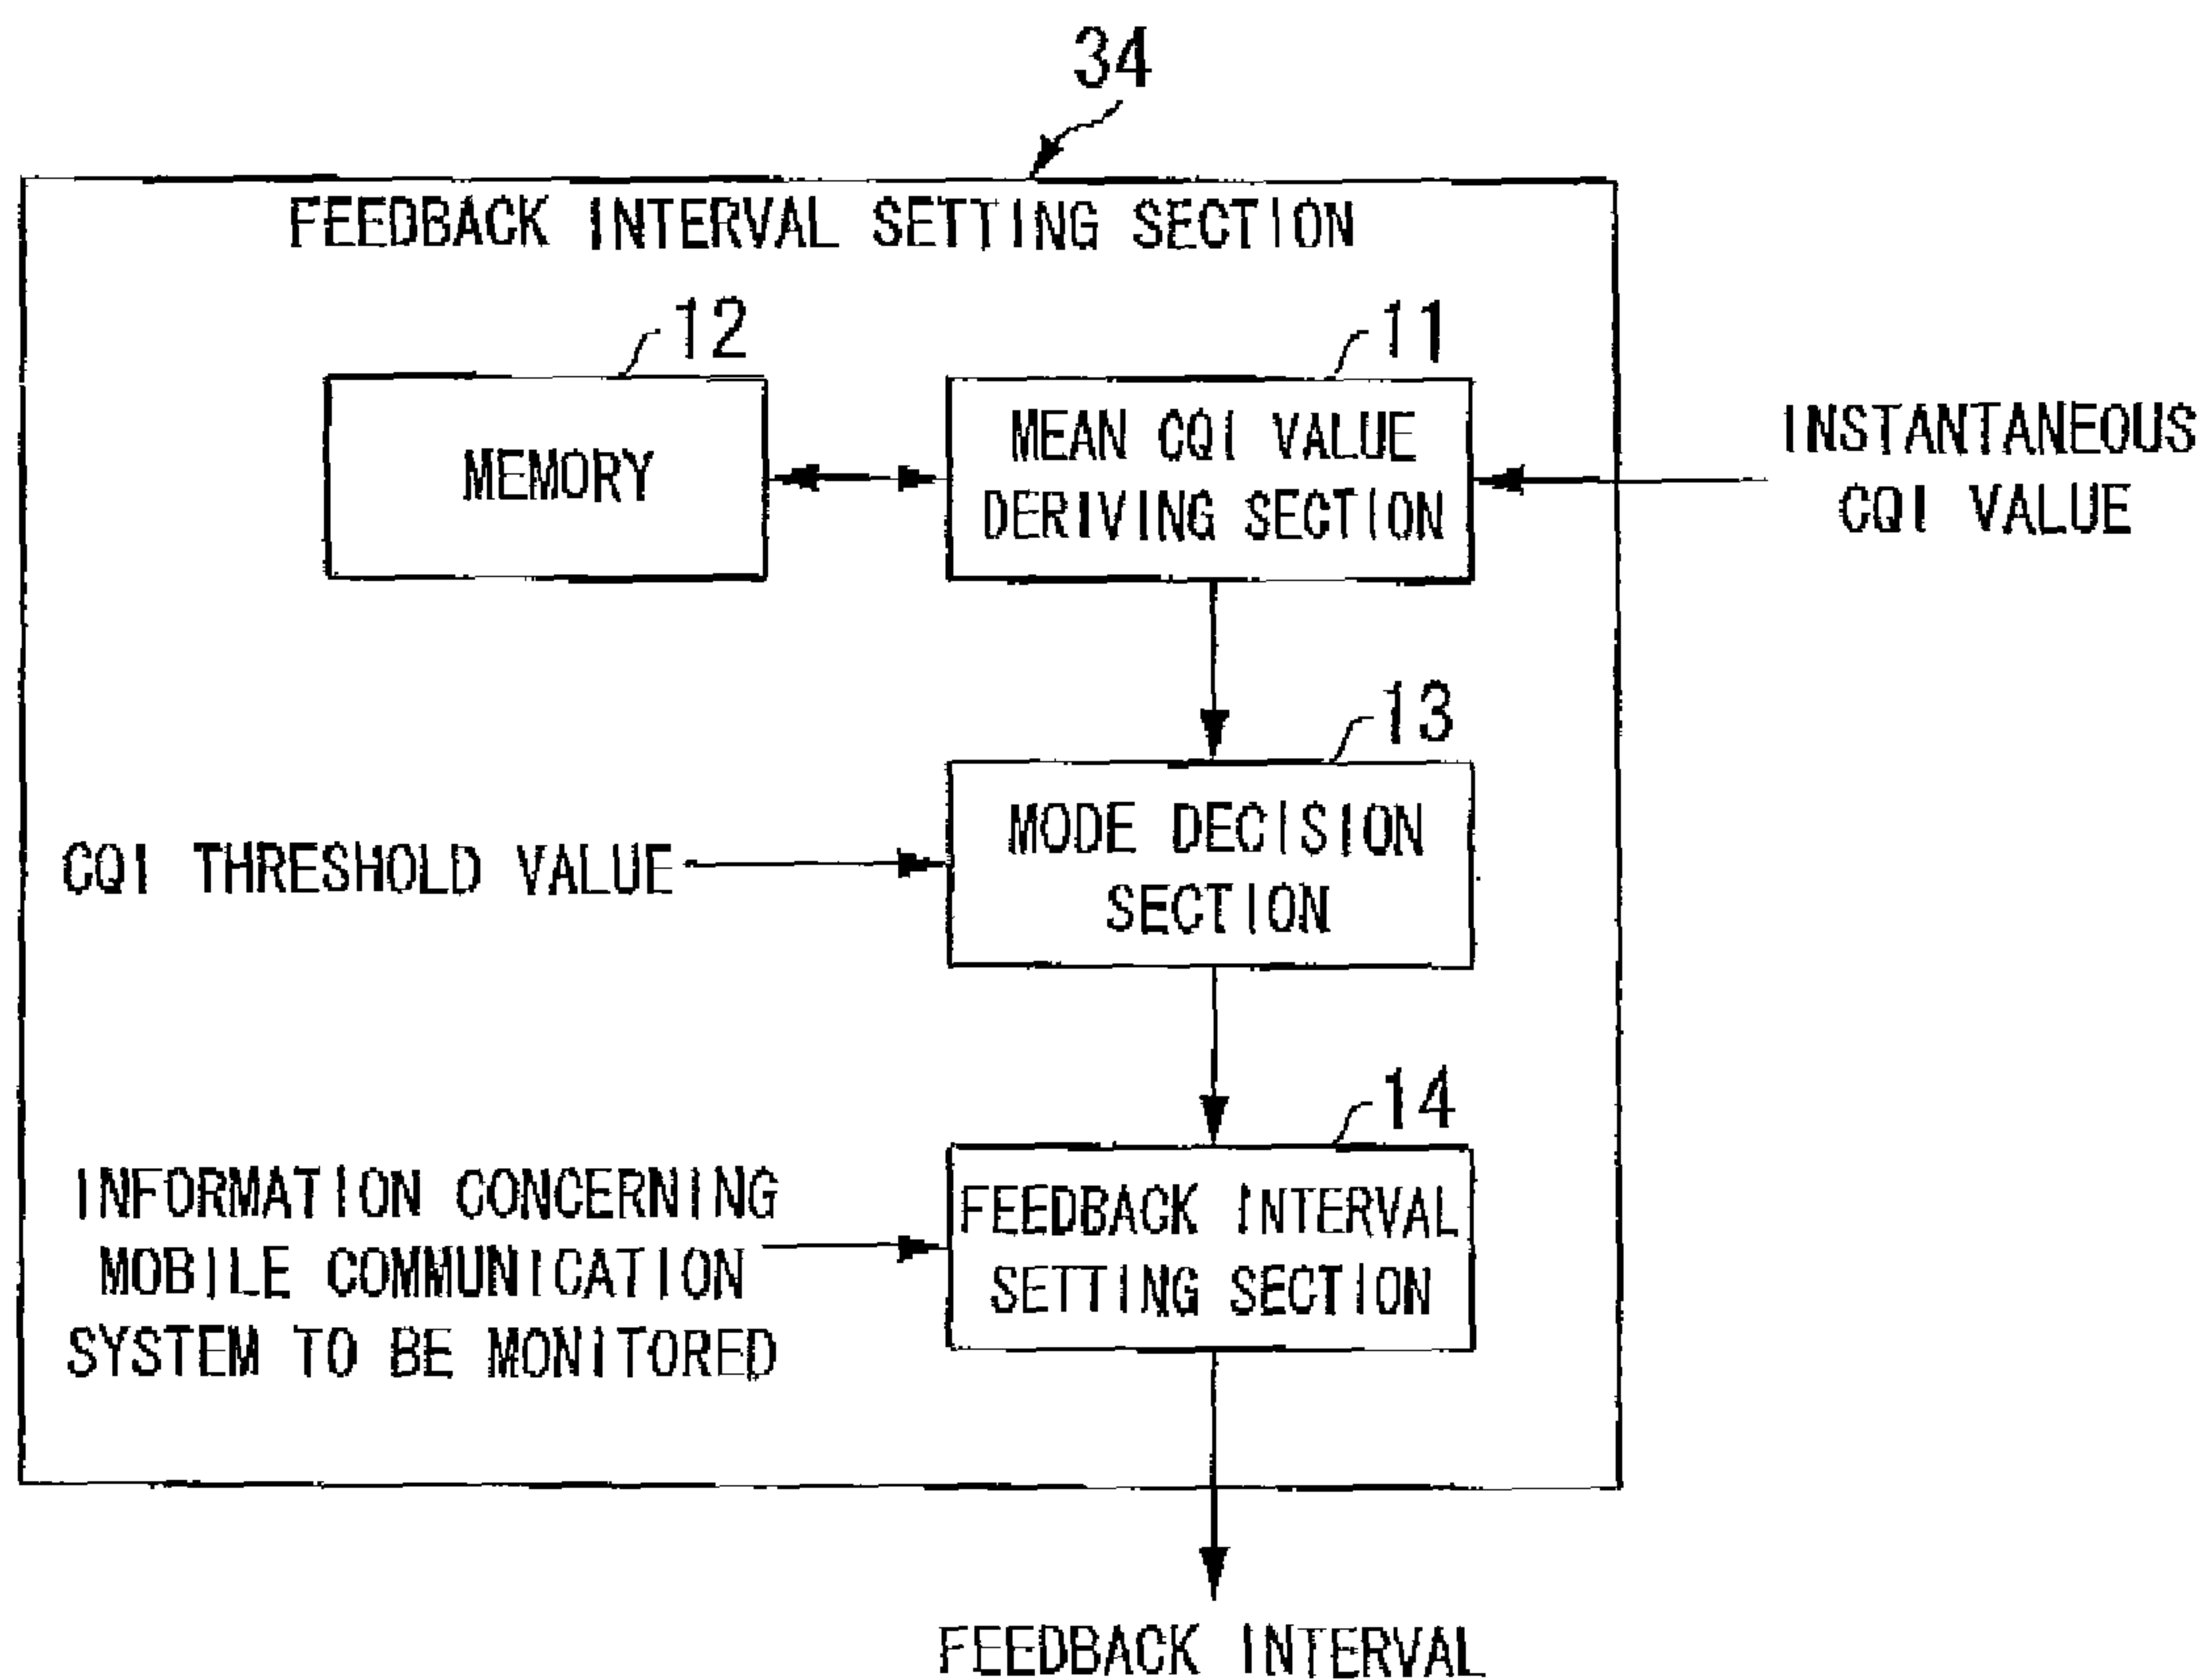 34
FEEDBACK INTERVAL SETTING SECTION
12
11
MEMORY
MEAN CQI VALUE
DERIVING SECTION
INSTANTANEOUS
CQI VALUE
13
CQI THRESHOLD VALUE
MODE DECISION
SECTION
14
INFORMATION CONCERNING
MOBILE COMMUNICATION
SYSTEM TO BE MONITORED
FEEDBACK INTERVAL
SETTING SECTION
FEEDBACK INTERVAL